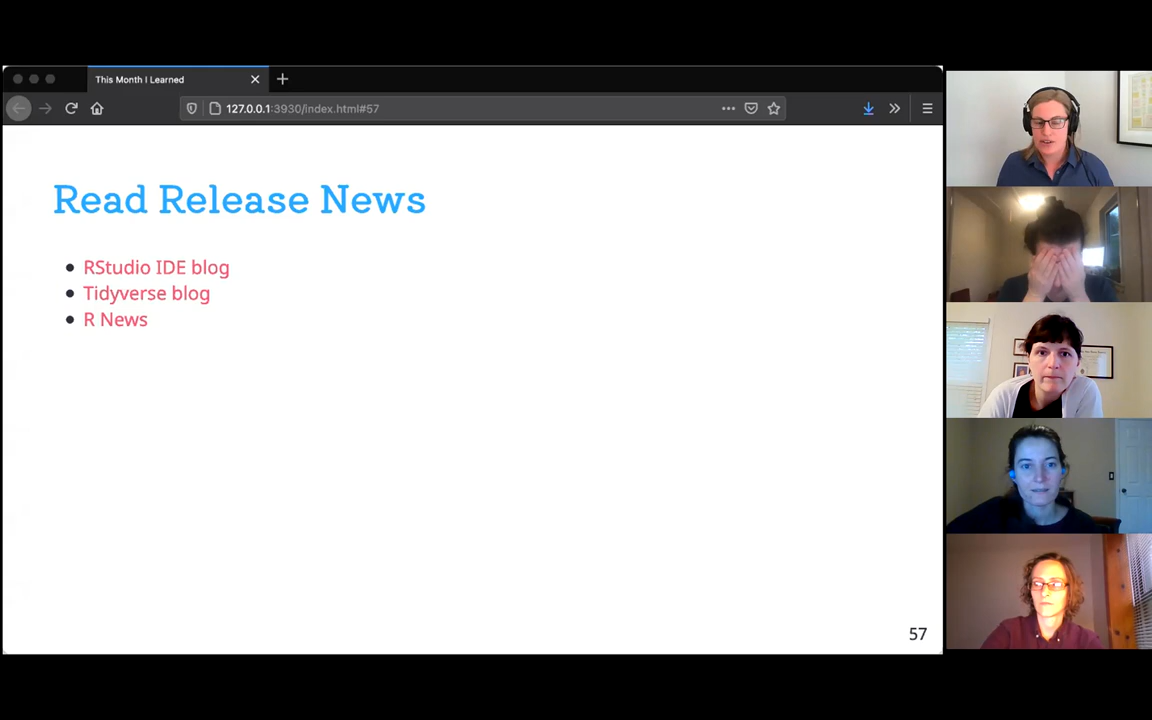 This Month I Learned
127.0.0.1:3930/index.html#57
Read Release News
RStudio IDE blog
Tidyverse blog
R News
57